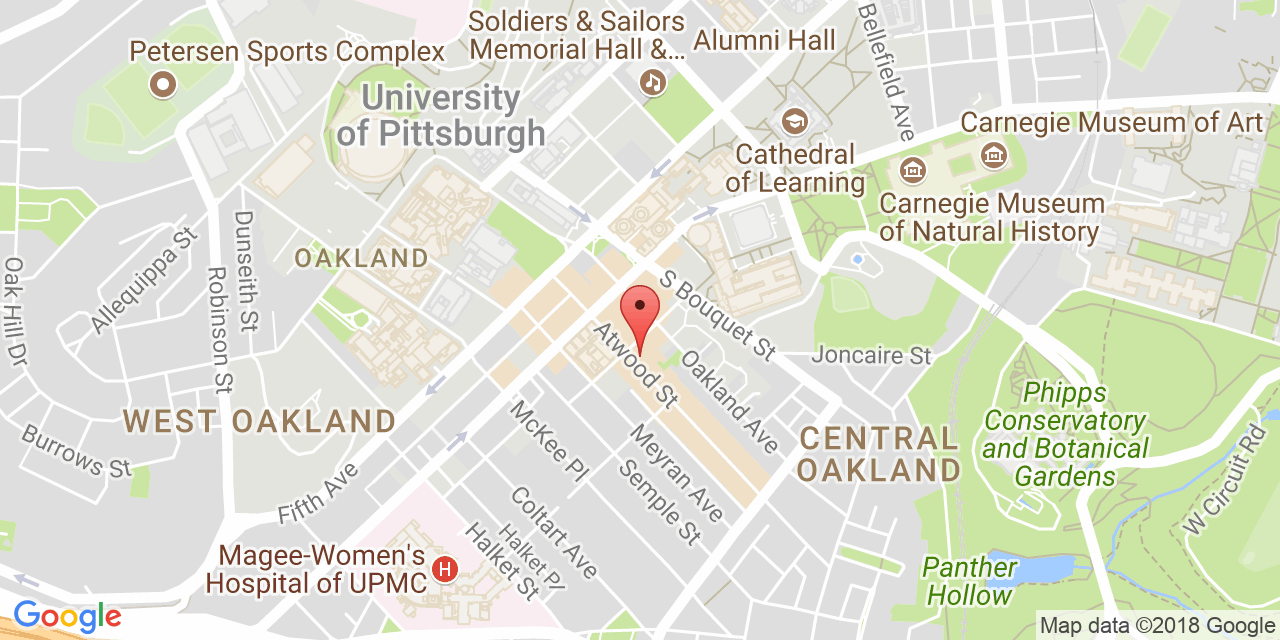 Soldiers & Sailors
Memorial Hall &...
Alumni Hall
Petersen Sports Complex
University
of Pittsburgh
Bellefield Ave
Carnegie Museum of Art
Cathedral
of Learning
Carnegie Museum
of Natural History
OAKLAND
Allequippa St
Dunseith St
Robinson St
Oak Hill Dr
S Bouquet St
Atwood St
Oakland Ave
Joncaire St
WEST OAKLAND
Burrows St
Fifth Ave
McKee Pl
Meyran Ave
Semple St
Coltart Ave
Halket Pl
Halket St
CENTRAL
OAKLAND
Phipps
Conservatory
and Botanical
Gardens
W Circuit Rd
Magee-Women's
Hospital of UPMC
H
Panther
Hollow
Google
Map data ©2018 Google